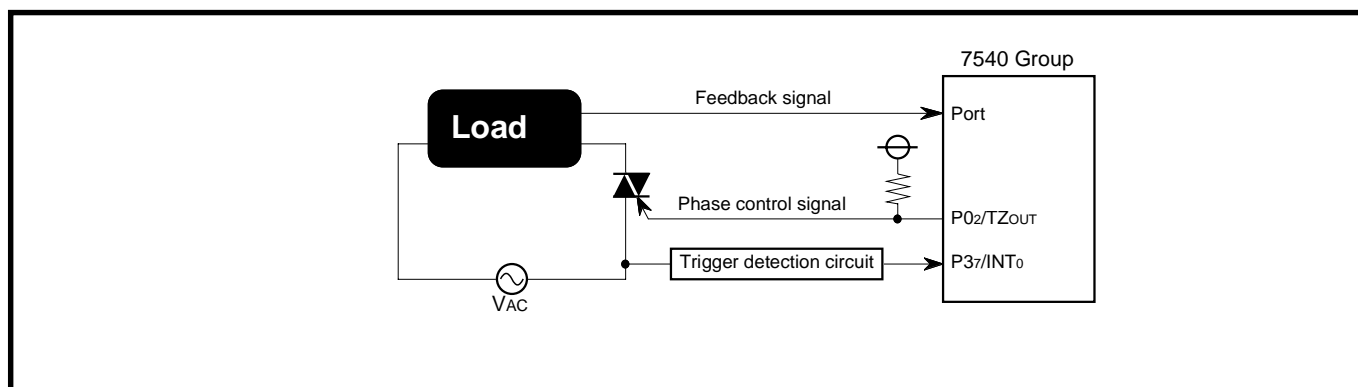 7540 Group
Feedback signal
Port
Load
Phase control signal
P02/TZOUT
Trigger detection circuit
P37/INT0
VAC